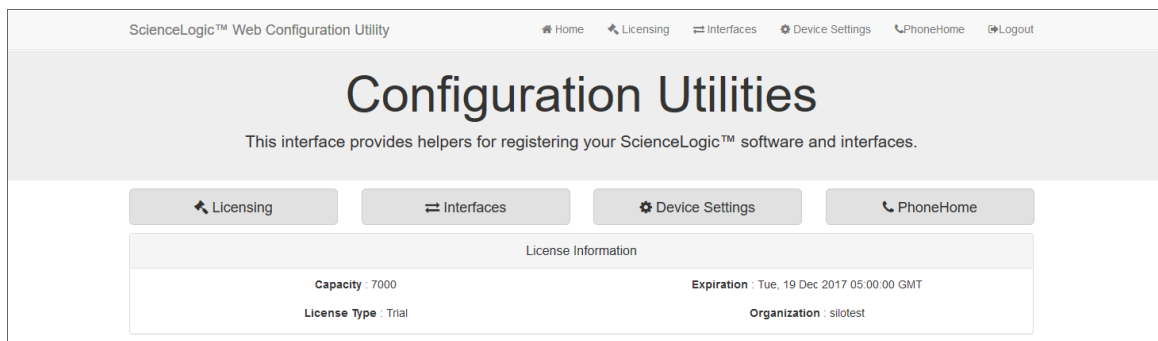 ScienceLogic™ Web Configuration Utility Home Licensing Interfaces Device Settings PhoneHome Logout
Configuration Utilities
This interface provides helpers for registering your ScienceLogic™ software and interfaces.
Licensing Interfaces Device Settings PhoneHome
License Information
Capacity : 7000 Expiration : Tue, 19 Dec 2017 05:00:00 GMT
License Type : Trial Organization : silotest